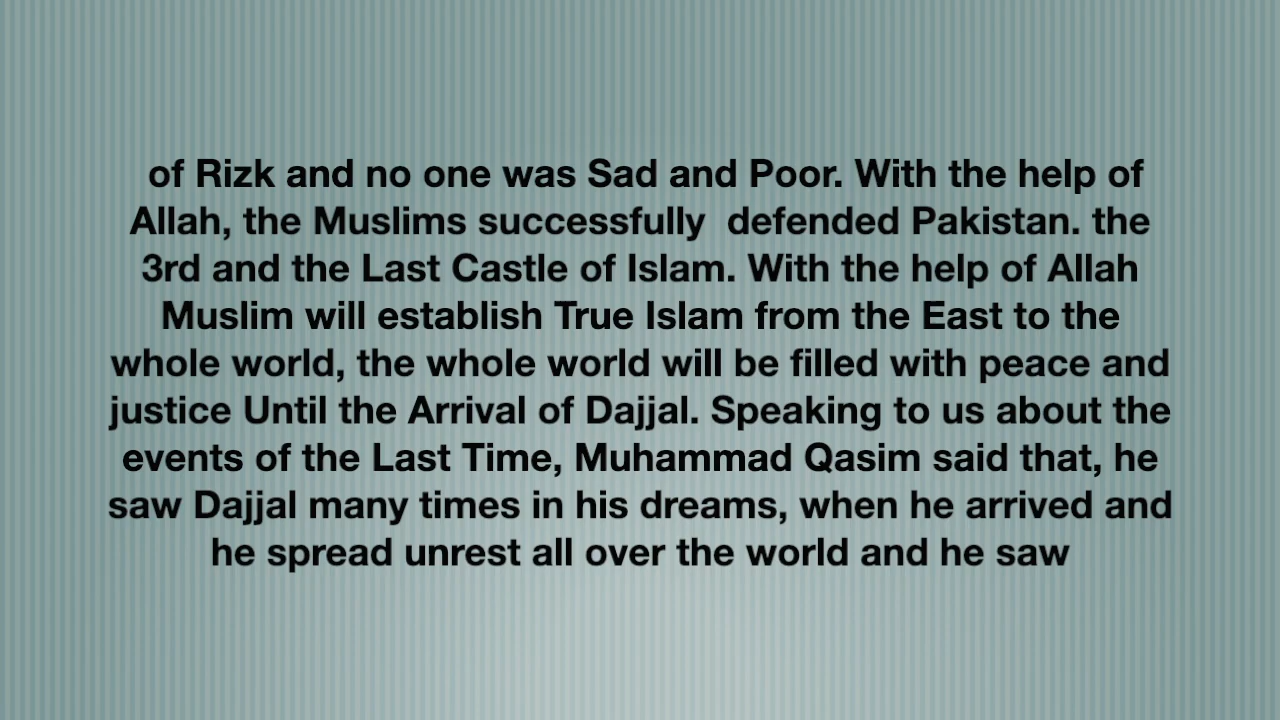 of Rizk and no one was Sad and Poor. With the help of
Allah, the Muslims successfully  defended Pakistan. the
3rd and the Last Castle of Islam. With the help of Allah
Muslim will establish True Islam from the East to the
whole world, the whole world will be filled with peace and
justice Until the Arrival of Dajjal. Speaking to us about the
events of the Last Time, Muhammad Qasim said that, he
saw Dajjal many times in his dreams, when he arrived and
he spread unrest all over the world and he saw